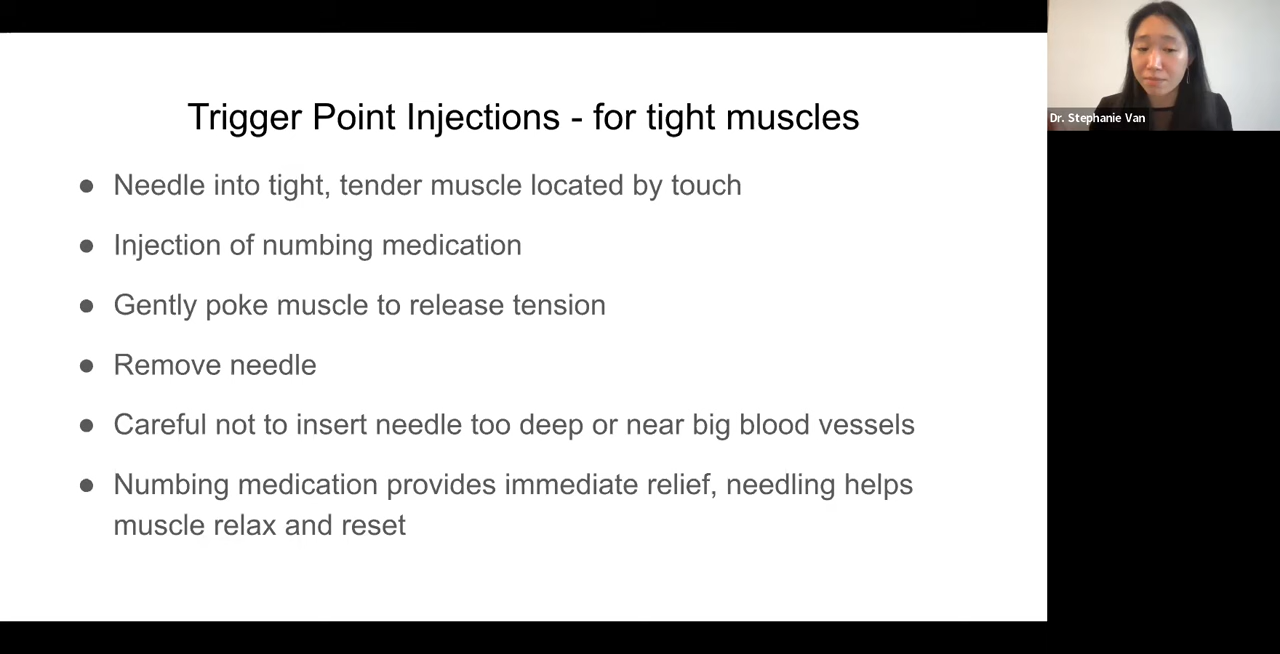 Trigger Point Injections - for tight muscles
● Needle into tight, tender muscle located by touch
● Injection of numbing medication
● Gently poke muscle to release tension
● Remove needle
● Careful not to insert needle too deep or near big blood vessels
● Numbing medication provides immediate relief, needling helps
muscle relax and reset
Dr. Stephanie Van